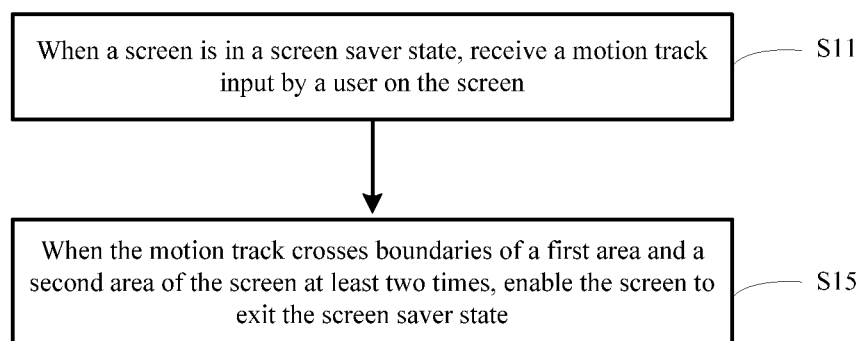 When a screen is in a screen saver state, receive a motion track
input by a user on the screen
S11
When the motion track crosses boundaries of a first area and a
second area of the screen at least two times, enable the screen to
exit the screen saver state
S15